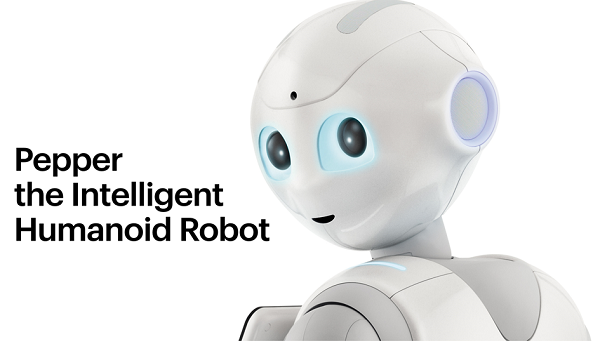 Pepper
the Intelligent
Humanoid Robot